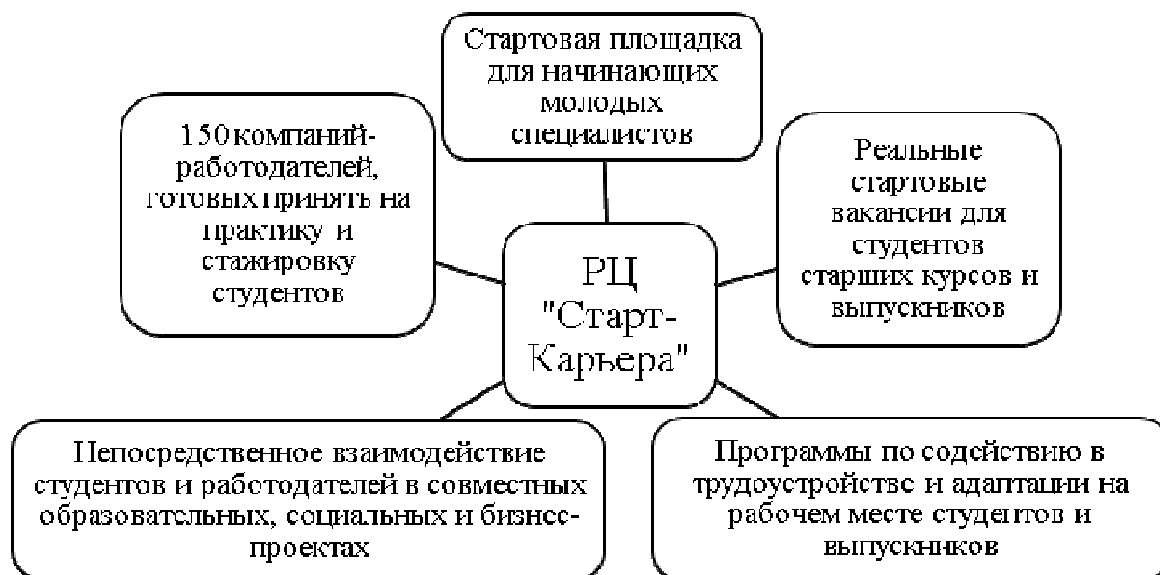 Стартовая площадка
для начинающих
молодых
специалистов
150 компаний-
работодателей,
готовых принять на
практику и
стажировку
студентов
Реальные
стартовые
вакансии для
студентов
старших курсов и
выпускников
РЦ
"Старт-
Карьера"
Непосредственное взаимодействие
студентов и работодателей в совместных
образовательных, социальных и бизнес-
проектах
Программы по содействию в
трудоустройстве и адаптации на
рабочем месте студентов и
выпускников